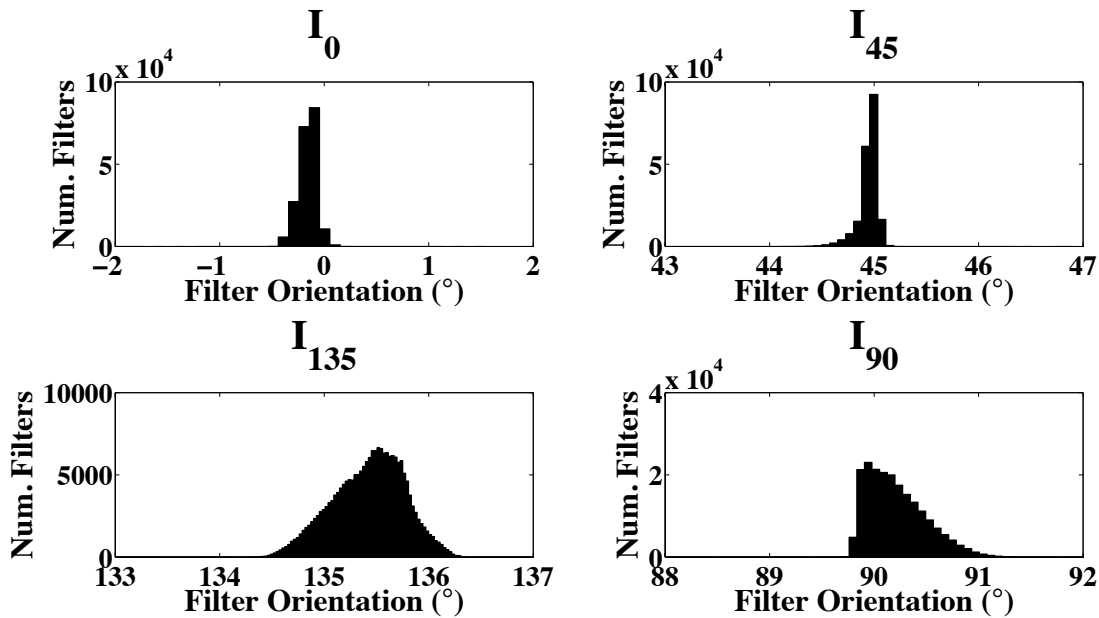 I0
x 10^4
10
5
0
Num. Filters
−2 −1 0 1 2
Filter Orientation (°)
I45
x 10^4
10
5
0
Num. Filters
43 44 45 46 47
Filter Orientation (°)
I135
10000
5000
0
Num. Filters
133 134 135 136 137
Filter Orientation (°)
I90
x 10^4
4
2
0
Num. Filters
88 89 90 91 92
Filter Orientation (°)